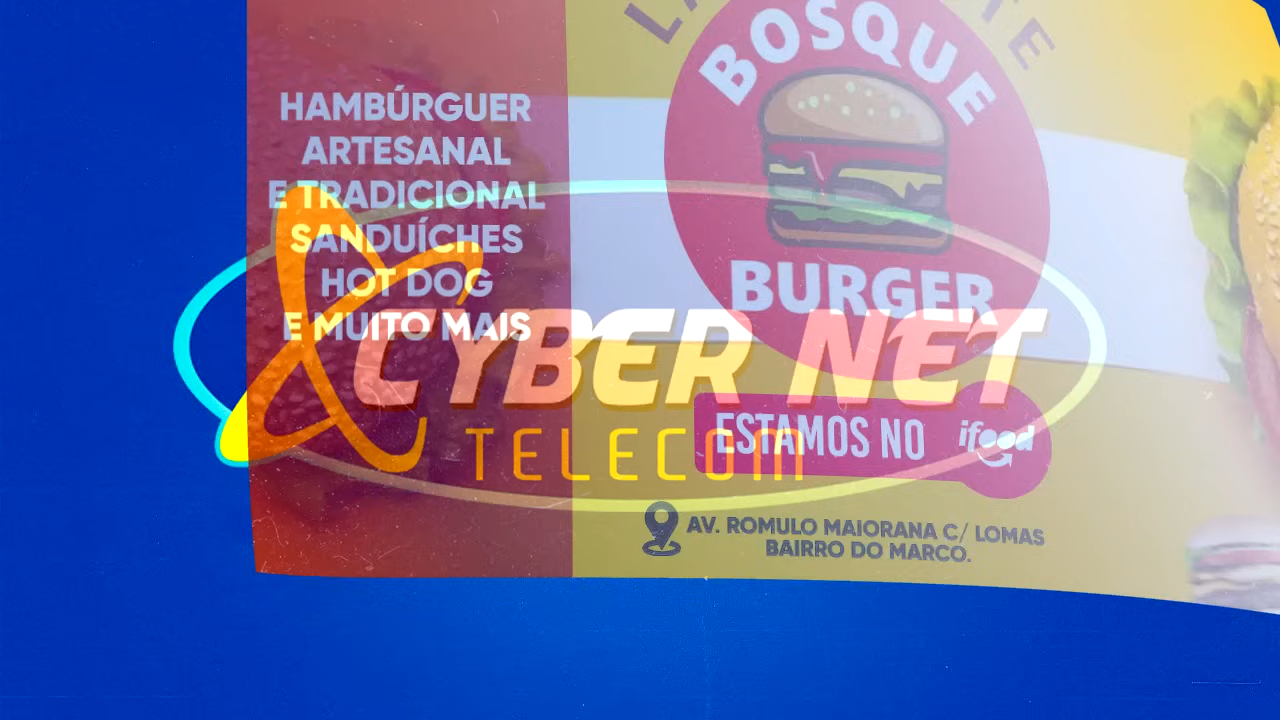 BOSQUE
BURGER
HAMBÚRGUER
ARTESANAL
E TRADICIONAL
SANDUÍCHES
HOT DOG
E MUITO MAIS
CYBER NET
TELECOM
ESTAMOS NO ifood
AV. ROMULO MAIORANA C/ LOMAS
BAIRRO DO MARCO.